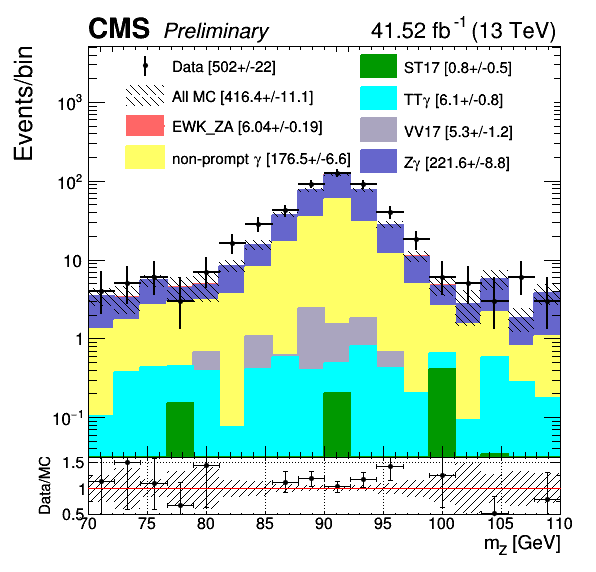 CMS Preliminary 41.52 fb⁻¹ (13 TeV)
Events/bin
Data [502+/-22]
All MC [416.4+/-11.1]
EWK_ZA [6.04+/-0.19]
non-prompt γ [176.5+/-6.6]
ST17 [0.8+/-0.5]
TTγ [6.1+/-0.8]
VV17 [5.3+/-1.2]
Zγ [221.6+/-8.8]
10³
10²
10
1
10⁻¹
Data/MC
1.5
1
0.5
70 75 80 85 90 95 100 105 110
m_Z [GeV]